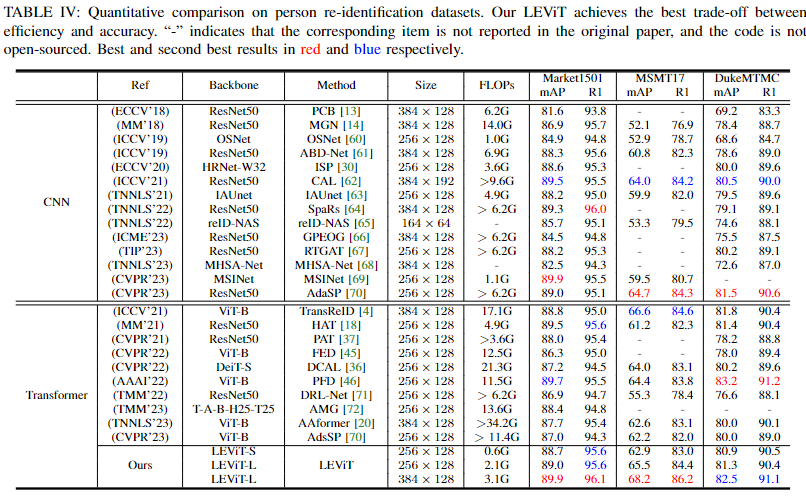 TABLE IV: Quantitative comparison on person re-identification datasets. Our LEViT achieves the best trade-off between
efficiency and accuracy. “-” indicates that the corresponding item is not reported in the original paper, and the code is not
open-sourced. Best and second best results in red and blue respectively.
Ref Backbone Method Size FLOPs Market1501 MSMT17 DukeMTMC
mAP R1 mAP R1 mAP R1
CNN
(ECCV’18) ResNet50 PCB [13] 384 × 128 6.2G 81.6 93.8 - - 69.2 83.3
(MM’18) ResNet50 MGN [14] 384 × 128 14.0G 86.9 95.7 52.1 76.9 78.4 88.7
(ICCV’19) OSNet OSNet [60] 256 × 128 1.0G 84.9 94.8 52.9 78.7 68.6 84.7
(ICCV’19) ResNet50 ABD-Net [61] 384 × 128 6.9G 88.3 95.6 60.8 82.3 78.6 89.0
(ECCV’20) HRNet-W32 ISP [30] 256 × 128 3.6G 88.6 95.3 - - 80.0 89.6
(ICCV’21) ResNet50 CAL [62] 384 × 192 >9.6G 89.5 95.5 64.0 84.2 80.5 90.0
(TNNLS’21) IAUnet IAUnet [63] 256 × 128 4.9G 88.2 95.0 59.9 82.0 79.5 89.6
(TNNLS’22) ResNet50 SpaRs [64] 384 × 128 > 6.2G 89.3 96.0 - - 79.1 89.1
(TNNLS’22) reID-NAS reID-NAS [65] 164 × 64 - 85.7 95.1 53.3 79.5 74.6 88.1
(ICME’23) ResNet50 GPEOG [66] 384 × 128 > 6.2G 84.5 94.8 - - 75.5 87.5
(TIP’23) ResNet50 RTGAT [67] 256 × 128 > 6.2G 88.2 95.3 - - 80.2 89.1
(TNNLS’23) MHSA-Net MHSA-Net [68] 384 × 128 - 82.5 94.3 - - 72.6 87.0
(CVPR’23) MSINet MSINet [69] 256 × 128 1.1G 89.9 95.5 59.5 80.7 - -
(CVPR’23) ResNet50 AdaSP [70] 256 × 128 > 6.2G 89.0 95.1 64.7 84.3 81.5 90.6
Transformer
(ICCV’21) ViT-B TransReID [4] 384 × 128 17.1G 88.8 95.0 66.6 84.6 81.8 90.4
(MM’21) ResNet50 HAT [18] 256 × 128 4.9G 89.5 95.6 61.2 82.3 81.4 90.4
(CVPR’21) ResNet50 PAT [37] 256 × 128 >3.6G 88.0 95.4 - - 78.2 88.8
(CVPR’22) ViT-B FED [45] 256 × 128 12.5G 86.3 95.0 - - 78.0 89.4
(CVPR’22) DeiT-S DCAL [36] 256 × 128 21.3G 87.2 94.5 64.0 83.1 80.2 89.6
(AAAI’22) ViT-B PFD [46] 256 × 128 11.5G 89.7 95.5 64.4 83.8 83.2 91.2
(TMM’22) ResNet50 DRL-Net [71] 256 × 128 > 6.2G 86.9 94.7 55.3 78.4 76.6 88.1
(TMM’23) T-A-B-H25-T25 AMG [72] 256 × 128 13.6G 88.4 94.8 - - - -
(TNNLS’23) ViT-B AAformer [20] 384 × 128 >34.2G 87.7 95.4 62.6 83.1 80.0 90.1
(CVPR’23) ViT-B AdsSP [70] 256 × 128 > 11.4G 87.0 94.3 62.2 82.0 80.0 89.0
Ours LEViT
LEViT-S 256 × 128 0.6G 88.7 95.6 62.9 83.0 80.9 90.5
LEViT-L 256 × 128 2.1G 89.0 95.6 65.5 84.4 81.3 90.4
LEViT-L 384 × 128 3.1G 89.9 96.1 68.2 86.2 82.5 91.1